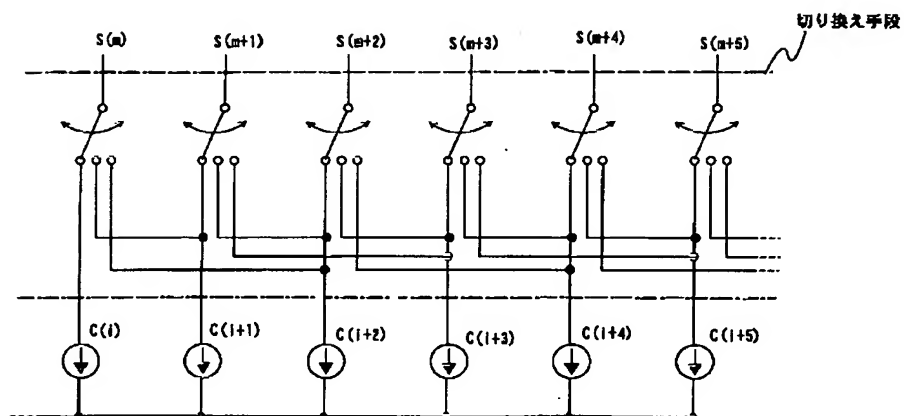 切り換え手段
S(m) S(m+1) S(m+2) S(m+3) S(m+4) S(m+5)
C(i) C(i+1) C(i+2) C(i+3) C(i+4) C(i+5)